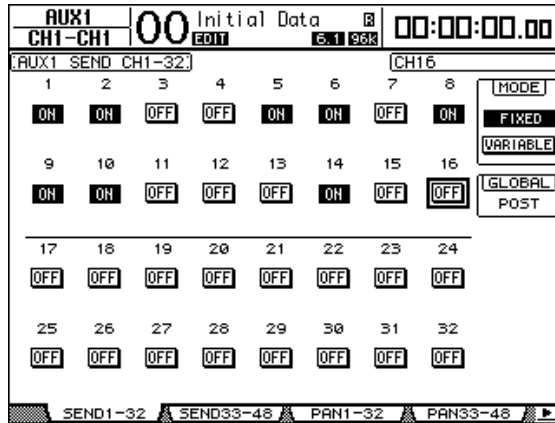 AUX1
CH1-CH1
00
Initial Data
EDIT
6.1 96k
00:00:00.00
AUX1 SEND CH1-32
CH16
1 2 3 4 5 6 7 8
ON ON OFF OFF ON ON OFF ON
9 10 11 12 13 14 15 16
ON ON OFF OFF OFF ON OFF OFF
MODE
FIXED
VARIABLE
GLOBAL
POST
17 18 19 20 21 22 23 24
OFF OFF OFF OFF OFF OFF OFF OFF
25 26 27 28 29 30 31 32
OFF OFF OFF OFF OFF OFF OFF OFF
SEND1-32 SEND33-48 PAN1-32 PAN33-48